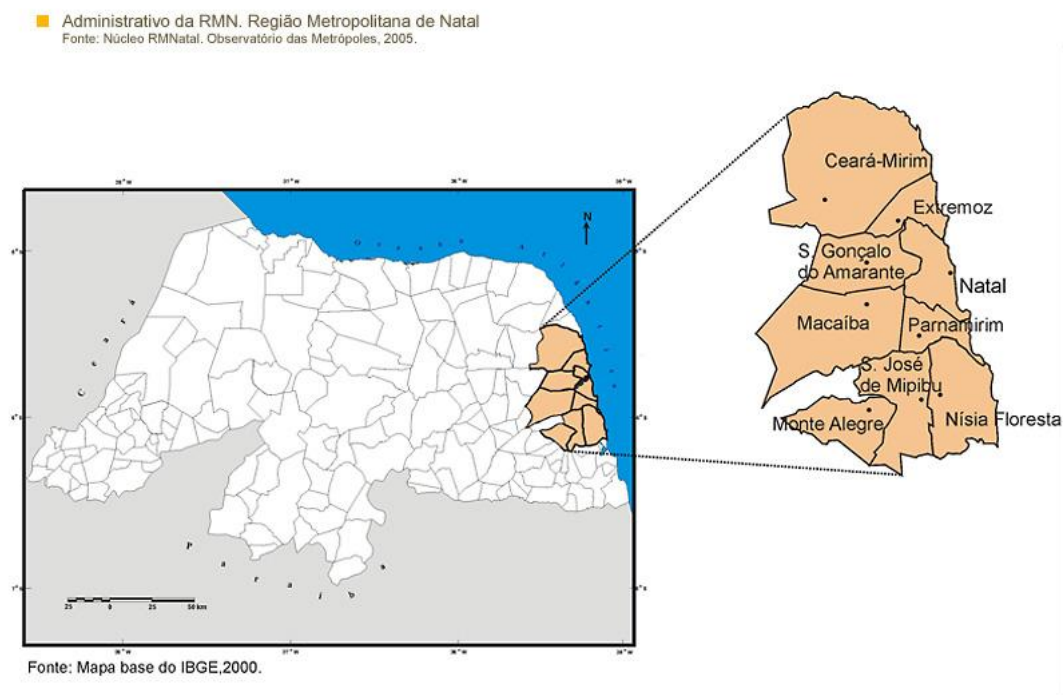 Administrativo da RMN. Região Metropolitana de Natal
Fonte: Núcleo RMNatal. Observatório das Metrópoles, 2005.
Ceará-Mirim
Extremoz
S. Gonçalo
do Amarante
Natal
Macaíba
Parnamirim
S. José
de Mipibu
Monte Alegre
Nísia Floresta
N
Ceará
Paraíba
37° W
25 0 25 50 km
Fonte: Mapa base do IBGE,2000.